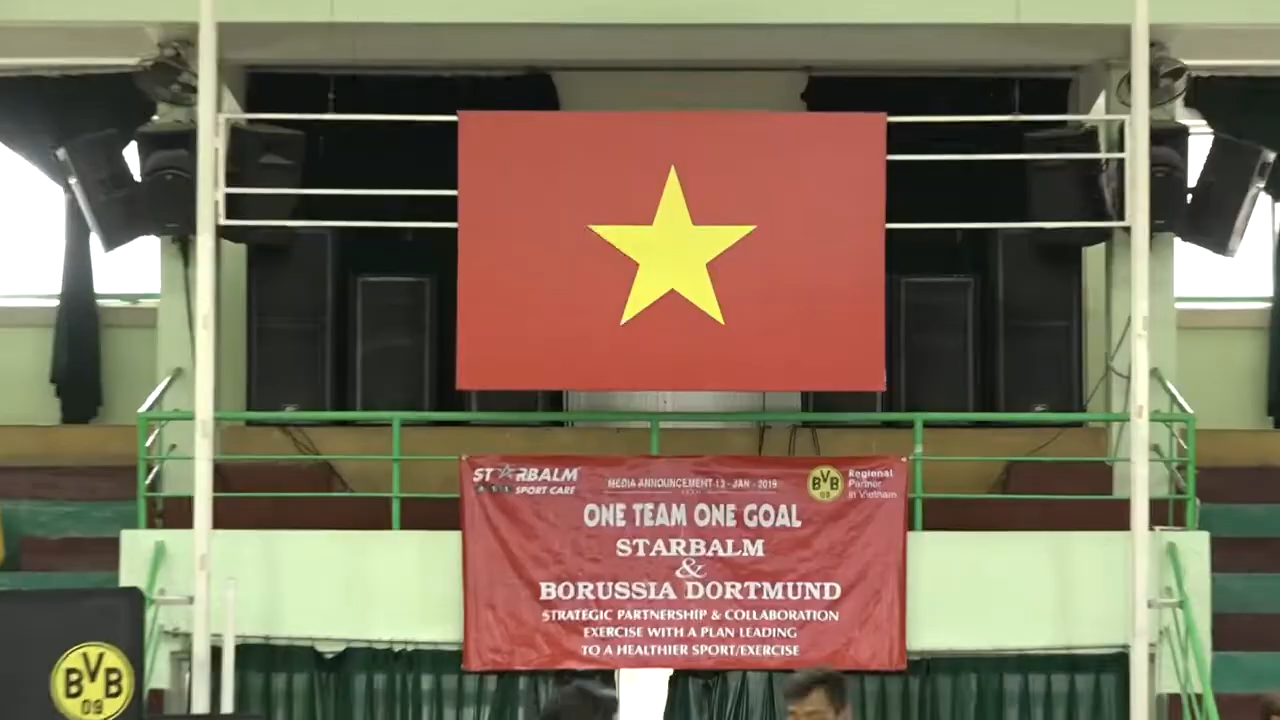 STARBALM
SPORT CARE
MEDIA ANNOUNCEMENT 13 - JAN - 2019
BVB
09
Regional
Partner
in Vietnam
ONE TEAM ONE GOAL
STARBALM
&
BORUSSIA DORTMUND
STRATEGIC PARTNERSHIP & COLLABORATION
EXERCISE WITH A PLAN LEADING
TO A HEALTHIER SPORT/EXERCISE
BVB
09